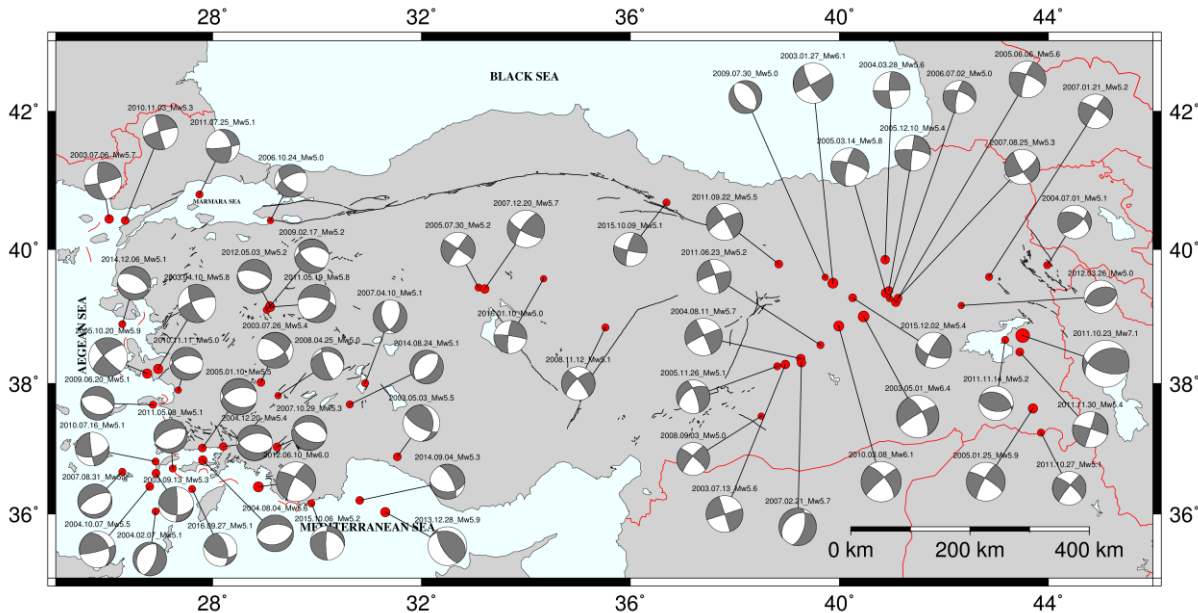 28 32 36 40 44
42˚
40˚
38˚
36˚
BLACK SEA
MARMARA SEA
AEGEAN SEA
MEDITERRANEAN SEA
2010.11.03_Mw5.3
2011.07.25_Mw5.1
2003.07.06_Mw5.7
2006.10.24_Mw5.0
2009.02.17_Mw5.2
2012.05.03_Mw5.2
2014.12.06_Mw5.1
2003.04.10_Mw5.8
2011.05.19_Mw5.8
2007.04.10_Mw5.1
2005.10.20_Mw5.9
2010.11.11_Mw5.0
2003.07.26_Mw5.4
2008.04.25_Mw5.0
2014.08.24_Mw5.1
2009.06.20_Mw5.1
2005.01.10_Mw5.5
2003.05.03_Mw5.5
2011.05.08_Mw5.1
2004.12.20_Mw5.4
2007.10.29_Mw5.3
2010.07.16_Mw5.1
2012.06.10_Mw6.0
2014.09.04_Mw5.3
2003.09.13_Mw5.3
2004.10.07_Mw5.5
2004.08.04_Mw5.6
2004.02.07_Mw5.1
2016.09.27_Mw5.1
2015.10.06_Mw5.2
2013.12.28_Mw5.9
2005.07.30_Mw5.2
2007.12.20_Mw5.7
2016.01.10_Mw5.0
2008.11.12_Mw5.1
2015.10.09_Mw5.1
2009.07.30_Mw5.0
2003.01.27_Mw6.1
2004.03.28_Mw5.6
2005.06.06_Mw5.6
2006.07.02_Mw5.0
2007.01.21_Mw5.2
2005.03.14_Mw5.8
2005.12.10_Mw5.4
2007.08.25_Mw5.3
2011.09.22_Mw5.5
2011.06.23_Mw5.2
2004.07.01_Mw5.1
2012.03.26_Mw5.0
2004.08.11_Mw5.7
2015.12.02_Mw5.4
2011.10.23_Mw7.1
2005.11.26_Mw5.1
2003.05.01_Mw6.4
2011.11.14_Mw5.2
2011.11.30_Mw5.4
2008.09.03_Mw5.0
2010.03.08_Mw6.1
2005.01.25_Mw5.9
2011.10.27_Mw5.1
2003.07.13_Mw5.6
2007.02.21_Mw5.7
0 km 200 km 400 km
42˚
40˚
38˚
36˚
28 32 36 40 44